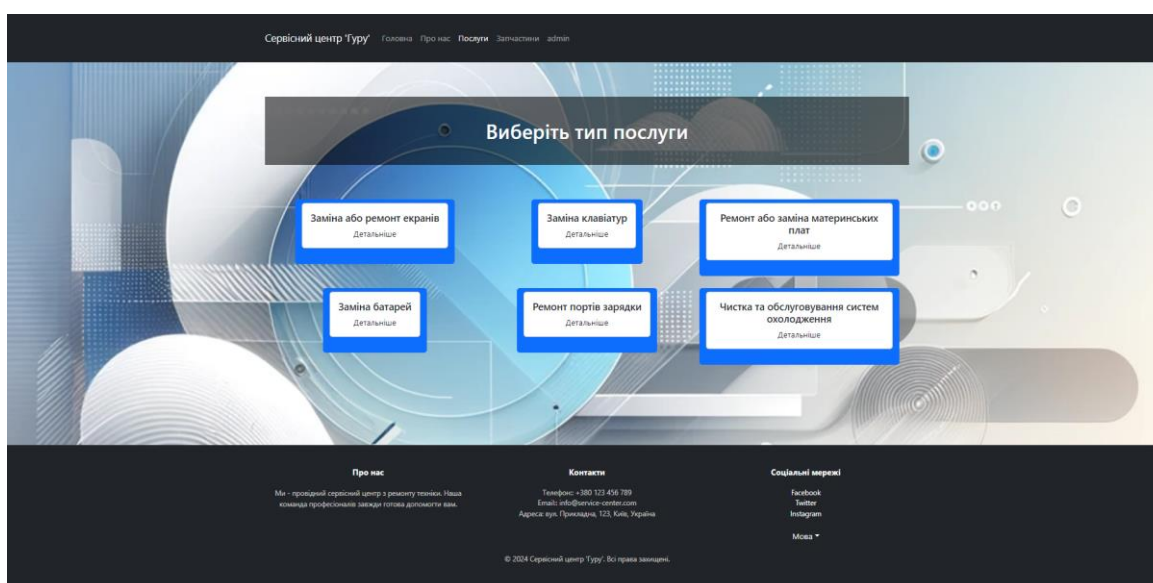 Сервісний центр 'Гуру' Головна Про нас Послуги Запчастини admin
Виберіть тип послуги
Заміна або ремонт екранів
Детальніше
Заміна клавіатур
Детальніше
Ремонт або заміна материнських
плат
Детальніше
Заміна батарей
Детальніше
Ремонт портів зарядки
Детальніше
Чистка та обслуговування систем
охолодження
Детальніше
Про нас
Ми - провідний сервісний центр з ремонту техніки. Наша
команда професіоналів завжди готова допомогти вам.
Контакти
Телефон: +380 123 456 789
Email: info@service-center.com
Адреса: вул. Прикладна, 123, Київ, Україна
Соціальні мережі
Facebook
Twitter
Instagram
Мова
© 2024 Сервісний центр 'Гуру'. Всі права захищені.